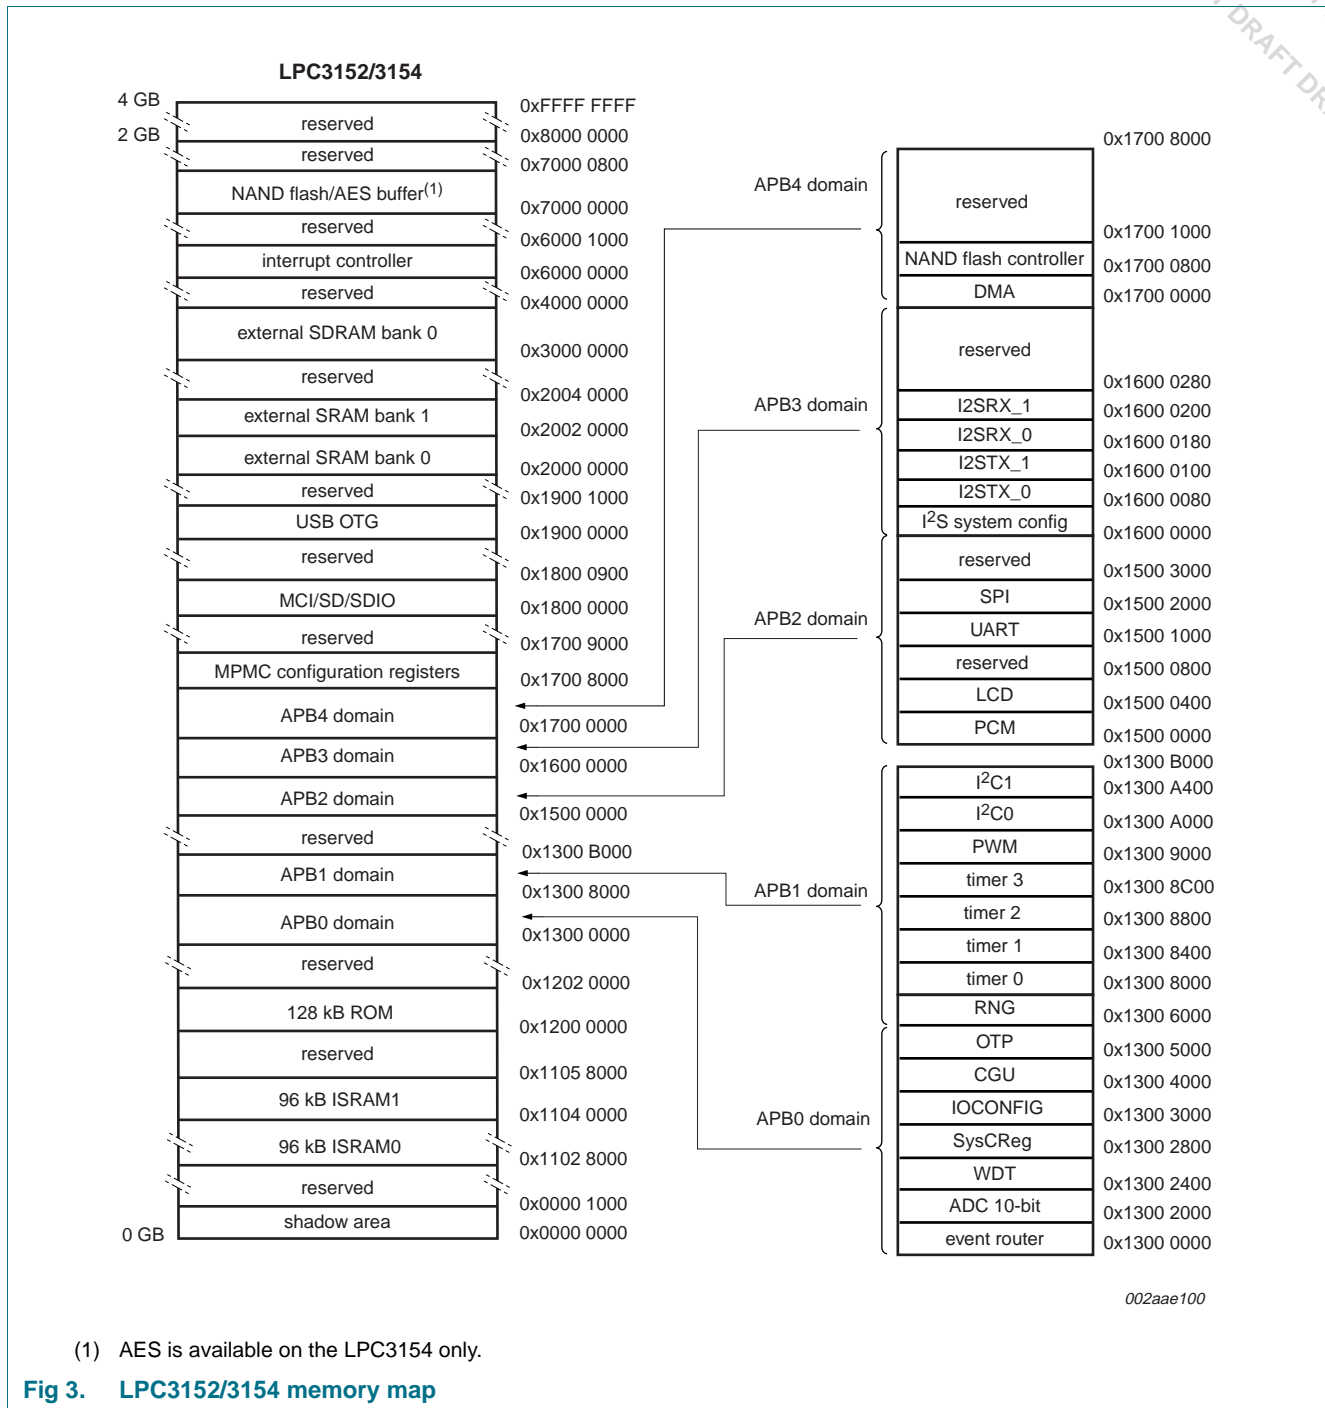 DRAFT DR
LPC3152/3154
4 GB
0xFFFF FFFF
reserved
2 GB
0x8000 0000
reserved
0x7000 0800
NAND flash/AES buffer(1)
0x7000 0000
reserved
0x6000 1000
interrupt controller
0x6000 0000
reserved
0x4000 0000
external SDRAM bank 0
0x3000 0000
reserved
0x2004 0000
external SRAM bank 1
0x2002 0000
external SRAM bank 0
0x2000 0000
reserved
0x1900 1000
USB OTG
0x1900 0000
reserved
0x1800 0900
MCI/SD/SDIO
0x1800 0000
reserved
0x1700 9000
MPMC configuration registers
0x1700 8000
APB4 domain
0x1700 0000
APB3 domain
0x1600 0000
APB2 domain
0x1500 0000
reserved
0x1300 B000
APB1 domain
0x1300 8000
APB0 domain
0x1300 0000
reserved
0x1202 0000
128 kB ROM
0x1200 0000
reserved
0x1105 8000
96 kB ISRAM1
0x1104 0000
96 kB ISRAM0
0x1102 8000
reserved
0x0000 1000
shadow area
0 GB
0x0000 0000
0x1700 8000
APB4 domain
reserved
0x1700 1000
NAND flash controller
0x1700 0800
DMA
0x1700 0000
APB3 domain
reserved
0x1600 0280
I2SRX_1
0x1600 0200
I2SRX_0
0x1600 0180
I2STX_1
0x1600 0100
I2STX_0
0x1600 0080
I2S system config
0x1600 0000
APB2 domain
reserved
0x1500 3000
SPI
0x1500 2000
UART
0x1500 1000
reserved
0x1500 0800
LCD
0x1500 0400
PCM
0x1500 0000
0x1300 B000
APB1 domain
I2C1
0x1300 A400
I2C0
0x1300 A000
PWM
0x1300 9000
timer 3
0x1300 8C00
timer 2
0x1300 8800
timer 1
0x1300 8400
timer 0
0x1300 8000
RNG
0x1300 6000
APB0 domain
OTP
0x1300 5000
CGU
0x1300 4000
IOCONFIG
0x1300 3000
SysCReg
0x1300 2800
WDT
0x1300 2400
ADC 10-bit
0x1300 2000
event router
0x1300 0000
002aae100
(1) AES is available on the LPC3154 only.
Fig 3. LPC3152/3154 memory map